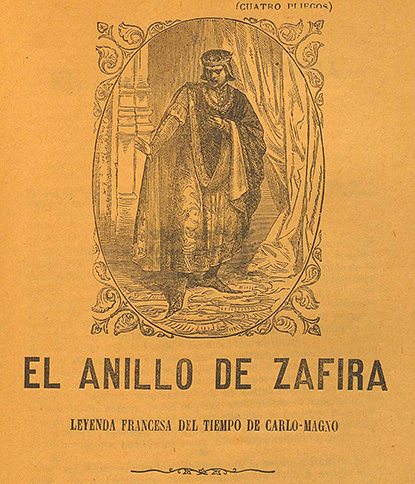 (CUATRO PLIEGOS)
EL ANILLO DE ZAFIRA
LEYENDA FRANCESA DEL TIEMPO DE CARLO-MAGNO